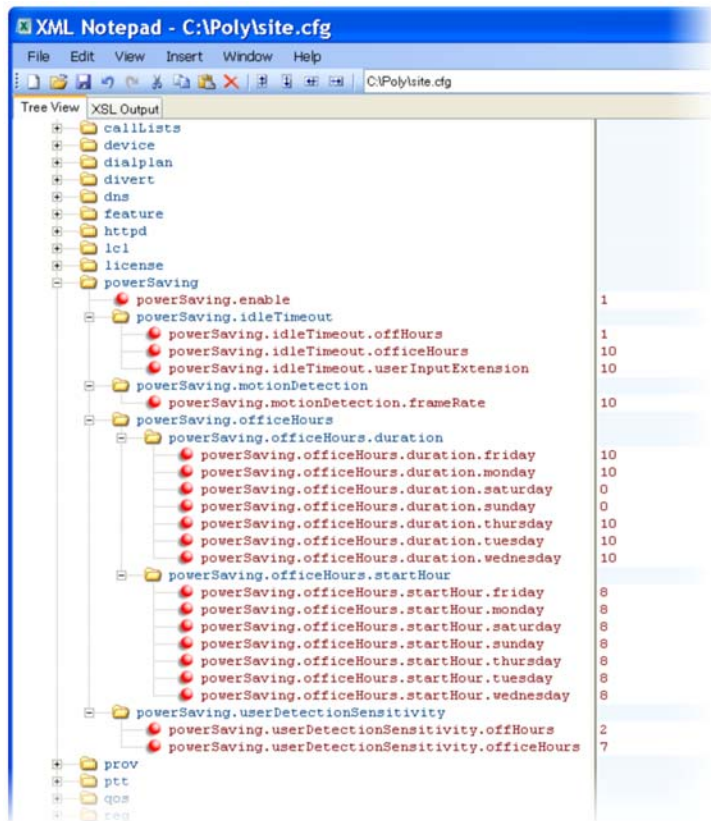 XML Notepad - C:\Poly\site.cfg
File Edit View Insert Window Help
C:\Poly\site.cfg
Tree View XSL Output
callLists
device
dialplan
divert
dns
feature
httpd
lcl
license
powerSaving
powerSaving.enable 1
powerSaving.idleTimeout
powerSaving.idleTimeout.offHours 1
powerSaving.idleTimeout.officeHours 10
powerSaving.idleTimeout.userInputExtension 10
powerSaving.motionDetection
powerSaving.motionDetection.frameRate 10
powerSaving.officeHours
powerSaving.officeHours.duration
powerSaving.officeHours.duration.friday 10
powerSaving.officeHours.duration.monday 10
powerSaving.officeHours.duration.saturday 0
powerSaving.officeHours.duration.sunday 0
powerSaving.officeHours.duration.thursday 10
powerSaving.officeHours.duration.tuesday 10
powerSaving.officeHours.duration.wednesday 10
powerSaving.officeHours.startHour
powerSaving.officeHours.startHour.friday 8
powerSaving.officeHours.startHour.monday 8
powerSaving.officeHours.startHour.saturday 8
powerSaving.officeHours.startHour.sunday 8
powerSaving.officeHours.startHour.thursday 8
powerSaving.officeHours.startHour.tuesday 8
powerSaving.officeHours.startHour.wednesday 8
powerSaving.userDetectionSensitivity
powerSaving.userDetectionSensitivity.offHours 2
powerSaving.userDetectionSensitivity.officeHours 7
prov
ptt
qos
reg